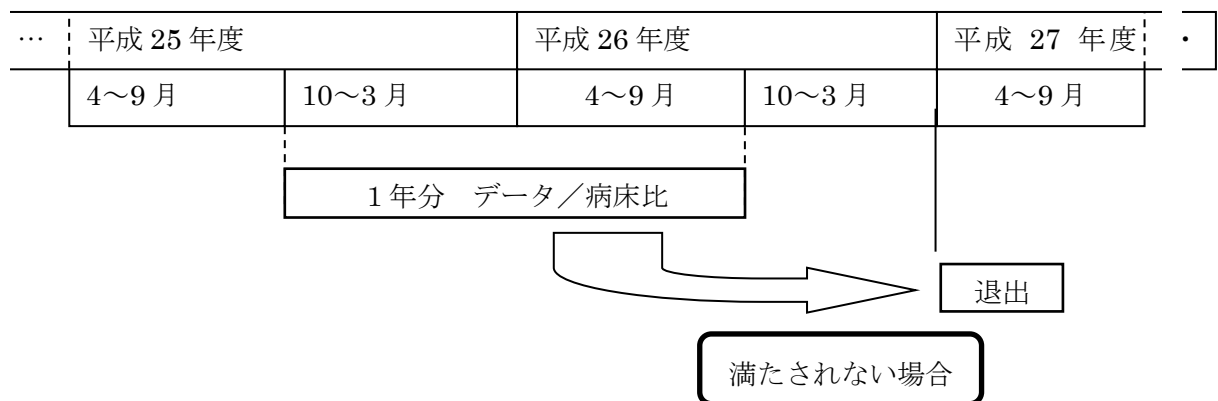 … 平成 25 年度 平成 26 年度 平成 27 年度 ・
4～9 月 10～3 月 4～9 月 10～3 月 4～9 月
1 年分 データ／病床比
退出
満たされない場合